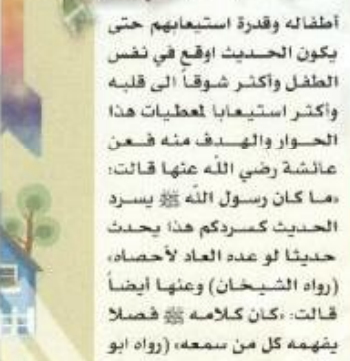 أطفاله وقدرة استيعابهم حتى
يكون الحديث اوقع في نفس
الطفل وأكثر شوقاً الى قلبه
وأكثر استيعابا لمعطيات هذا
الحوار والهدف منه فعن
عائشة رضي الله عنها قالت:
«ما كان رسول الله ﷺ يسرد
الحديث كسردكم هذا يحدث
حديثا لو عده العاد لأحصاه»
(رواه الشيخان) وعنها أيضاً
قالت: «كان كلامه ﷺ فصلا
يفهمه كل من سمعه» (رواه ابو